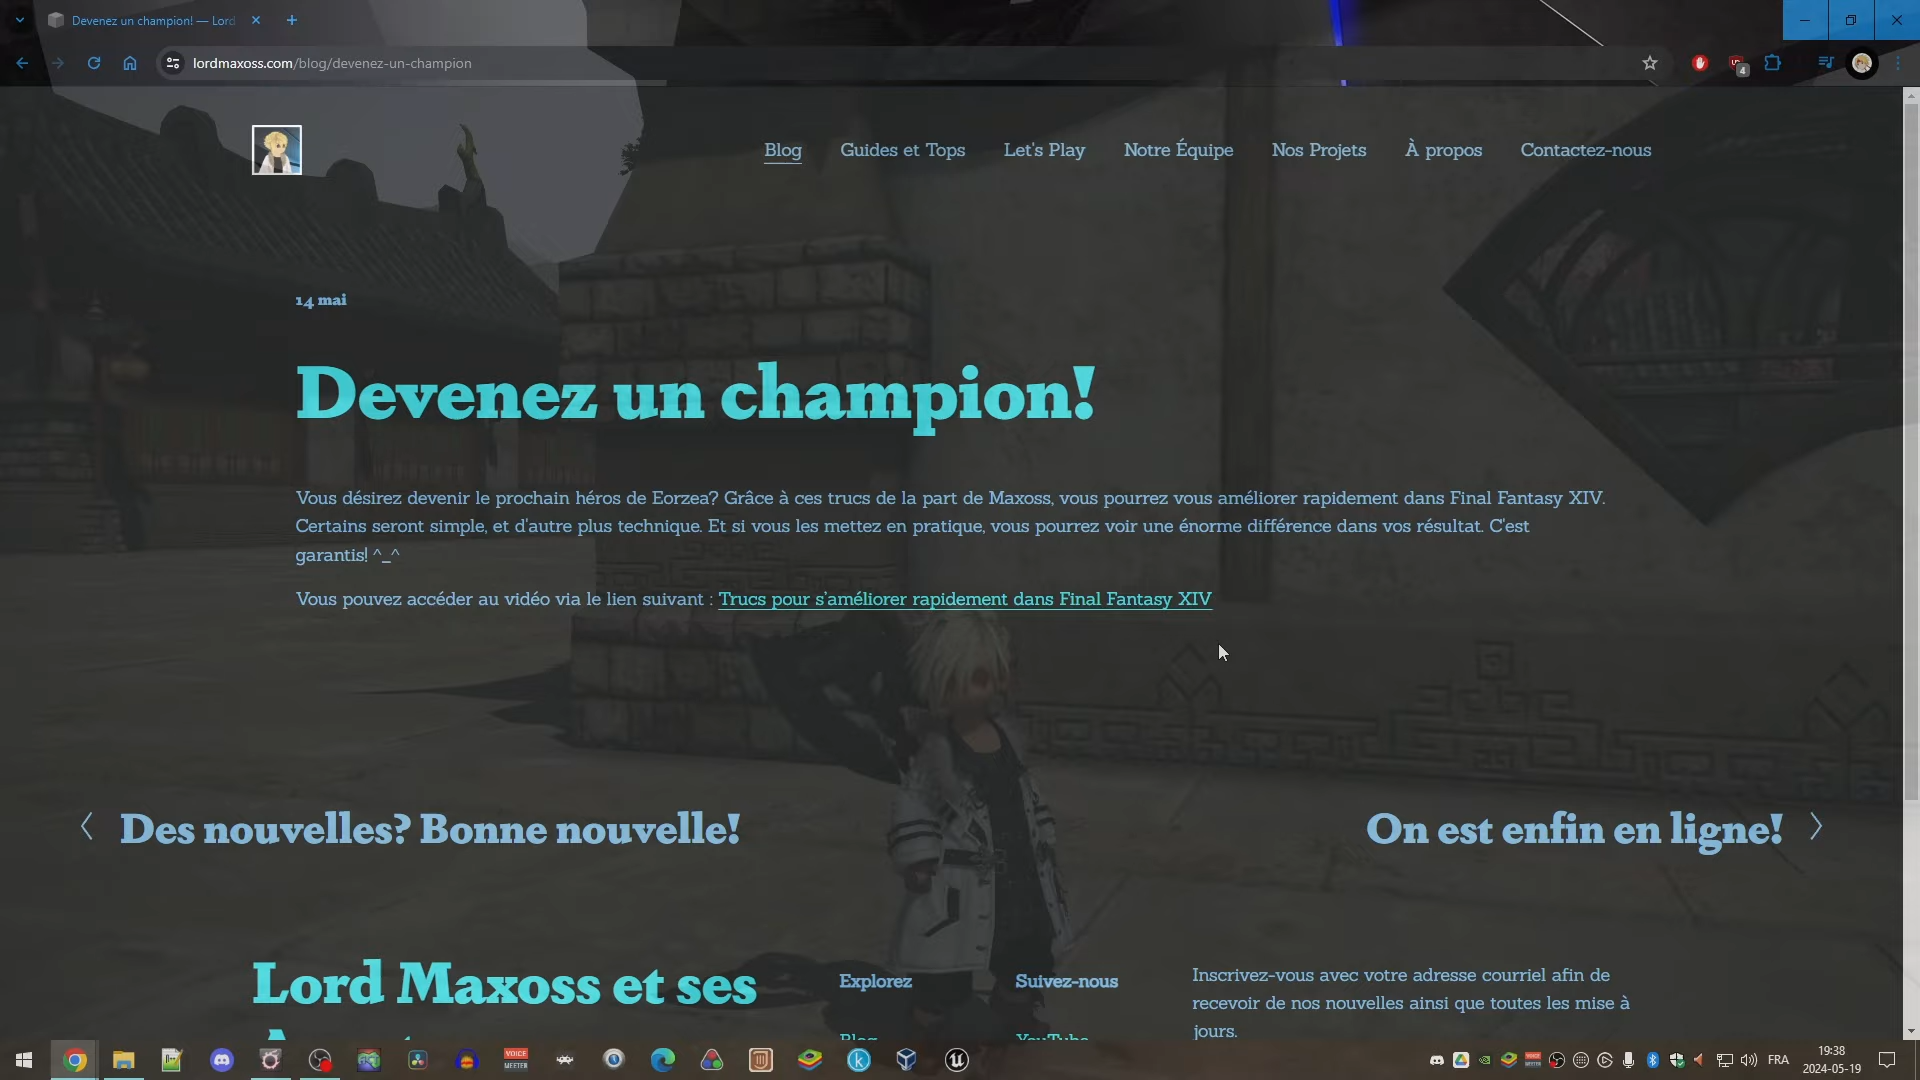 Devenez un champion! — Lord
lordmaxoss.com/blog/devenez-un-champion
4
Blog
Guides et Tops
Let's Play
Notre Équipe
Nos Projets
À propos
Contactez-nous
14 mai
Devenez un champion!
Vous désirez devenir le prochain héros de Eorzea? Grâce à ces trucs de la part de Maxoss, vous pourrez vous améliorer rapidement dans Final Fantasy XIV.
Certains seront simple, et d'autre plus technique. Et si vous les mettez en pratique, vous pourrez voir une énorme différence dans vos résultat. C'est
garantis! ^_^
Vous pouvez accéder au vidéo via le lien suivant : Trucs pour s'améliorer rapidement dans Final Fantasy XIV
Des nouvelles? Bonne nouvelle!
On est enfin en ligne!
Lord Maxoss et ses
Explorez
Suivez-nous
Inscrivez-vous avec votre adresse courriel afin de
recevoir de nos nouvelles ainsi que toutes les mise à
jours.
Blog
YouTube
VOICE
MEETER
FRA
19:38
2024-05-19